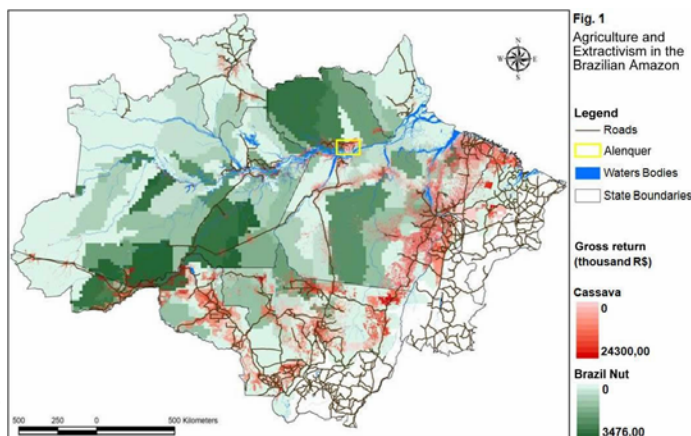 Fig. 1
Agriculture and
Extractivism in the
Brazilian Amazon
N
W E
S
Legend
Roads
Alenquer
Waters Bodies
State Boundaries
Gross return
(thousand R$)
Cassava
0
24300,00
Brazil Nut
0
3476,00
500 250 0 500 Kilometers